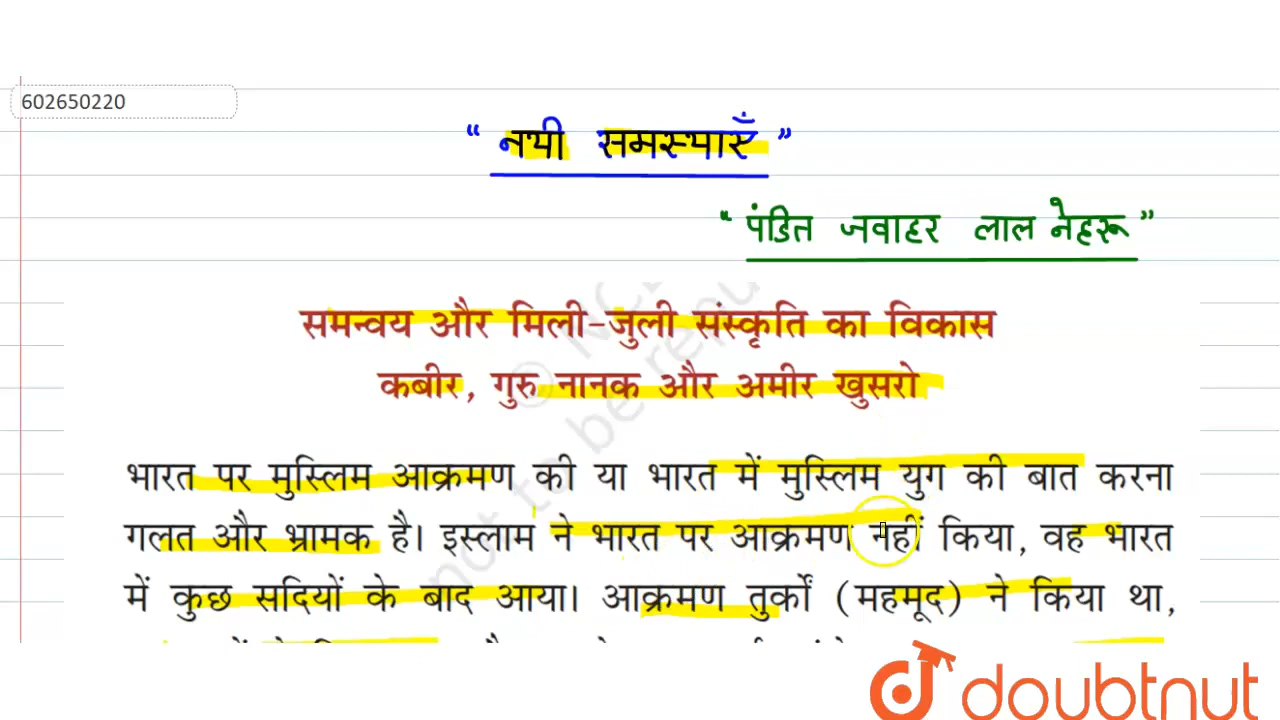 602650220
“ नयी समस्याएँ ”
“ पंडित जवाहर लाल नेहरू ”
समन्वय और मिली-जुली संस्कृति का विकास
कबीर, गुरु नानक और अमीर खुसरो
भारत पर मुस्लिम आक्रमण की या भारत में मुस्लिम युग की बात करना
गलत और भ्रामक है। इस्लाम ने भारत पर आक्रमण नहीं किया, वह भारत
में कुछ सदियों के बाद आया। आक्रमण तुर्कों (महमूद) ने किया था,
doubtnut